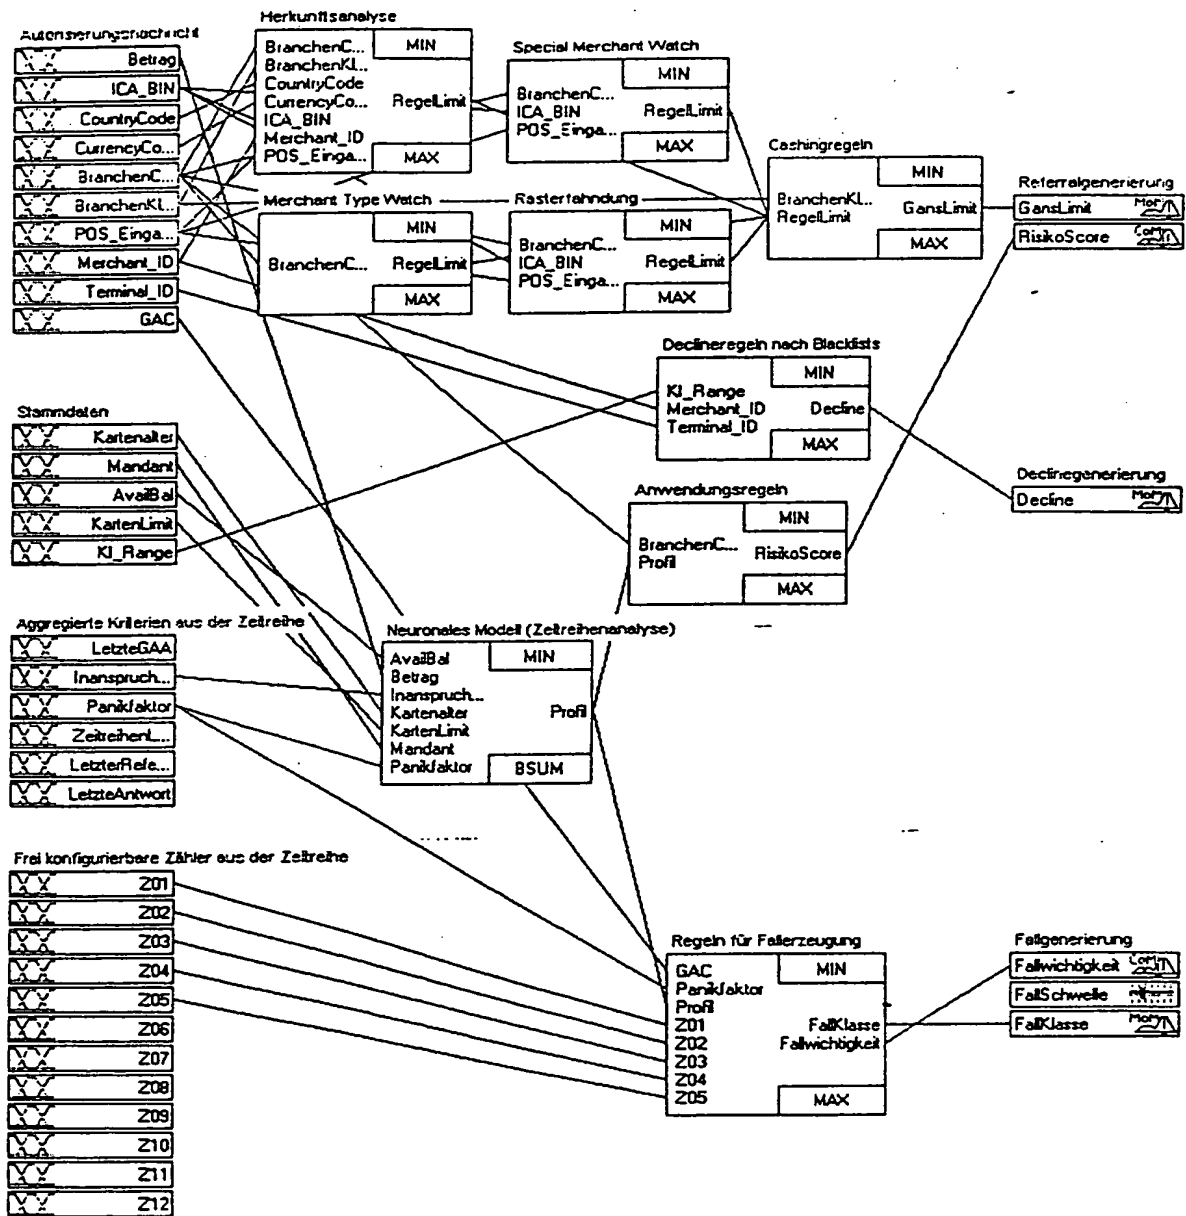 Autorisierungsnachricht
Betrag
ICA_BIN
CountryCode
CurrencyCo...
BranchenC...
BranchenKl...
POS_Einga...
Merchant_ID
Terminal_ID
GAC
Stammdaten
Kartenalter
Mandant
AvailBal
KartenLimit
KI_Range
Aggregierte Kriterien aus der Zeitreihe
LetzteGAA
Inanspruch...
Panikfaktor
ZeitreihenL...
LetzterRefe...
LetzteAntwort
Frei konfigurierbare Zähler aus der Zeitreihe
Z01
Z02
Z03
Z04
Z05
Z06
Z07
Z08
Z09
Z10
Z11
Z12
Herkunftsanalyse
MIN
BranchenC...
BranchenKl...
CountryCode
CurrencyCo...
RegelLimit
ICA_BIN
Merchant_ID
POS_Einga...
MAX
Special Merchant Watch
MIN
BranchenC...
ICA_BIN
RegelLimit
POS_Einga...
MAX
Merchant Type Watch
MIN
BranchenC...
RegelLimit
MAX
Rasterfahndung
MIN
BranchenC...
ICA_BIN
RegelLimit
POS_Einga...
MAX
Cashingregeln
MIN
BranchenKl...
RegelLimit
GansLimit
MAX
Referralgenerierung
GansLimit
MoM
RisikoScore
CoM
Declineregeln nach Blacklists
MIN
KI_Range
Merchant_ID
Decline
Terminal_ID
MAX
Declinegenerierung
Decline
MoM
Anwendungsregeln
MIN
BranchenC...
Profil
RisikoScore
MAX
Neuronales Modell (Zeitreihenanalyse)
MIN
AvailBal
Betrag
Inanspruch...
Kartenalter
Profil
KartenLimit
Mandant
Panikfaktor
BSUM
Regeln für Fallerzeugung
MIN
GAC
Panikfaktor
Profil
Z01
FallKlasse
Z02
Fallwichtigkeit
Z03
Z04
Z05
MAX
Fallgenerierung
Fallwichtigkeit
CoM
FallSchwelle
FallKlasse
MoM